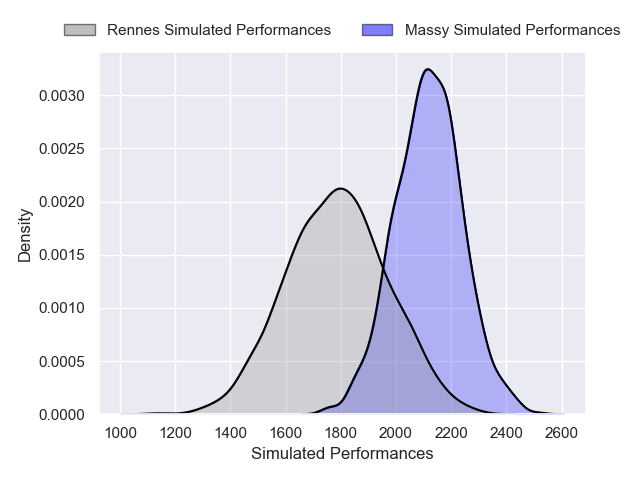 Rennes Simulated Performances Massy Simulated Performances
0.0030
0.0025
0.0020
0.0015
0.0010
0.0005
0.0000
Density
1000 1200 1400 1600 1800 2000 2200 2400 2600
Simulated Performances